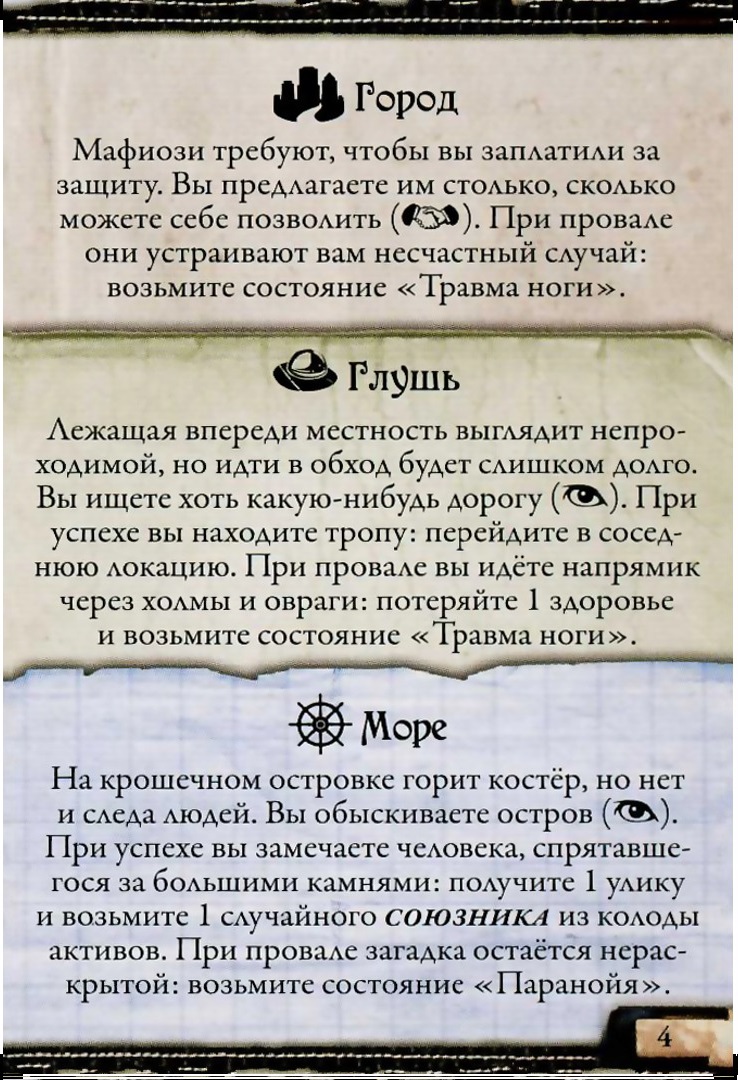 Город
Мафиози требуют, чтобы вы заплатили за
защиту. Вы предлагаете им столько, сколько
можете себе позволить (). При провале
они устраивают вам несчастный случай:
возьмите состояние «Травма ноги».
Глушь
Лежащая впереди местность выглядит непро-
ходимой, но идти в обход будет слишком долго.
Вы ищете хоть какую-нибудь дорогу (). При
успехе вы находите тропу: перейдите в сосед-
нюю локацию. При провале вы идёте напрямик
через холмы и овраги: потеряйте 1 здоровье
и возьмите состояние «Травма ноги».
Море
На крошечном островке горит костёр, но нет
и следа людей. Вы обыскиваете остров ().
При успехе вы замечаете человека, спрятавше-
гося за большими камнями: получите 1 улику
и возьмите 1 случайного СОЮЗНИКА из колоды
активов. При провале загадка остаётся нерас-
крытой: возьмите состояние «Паранойя».
4